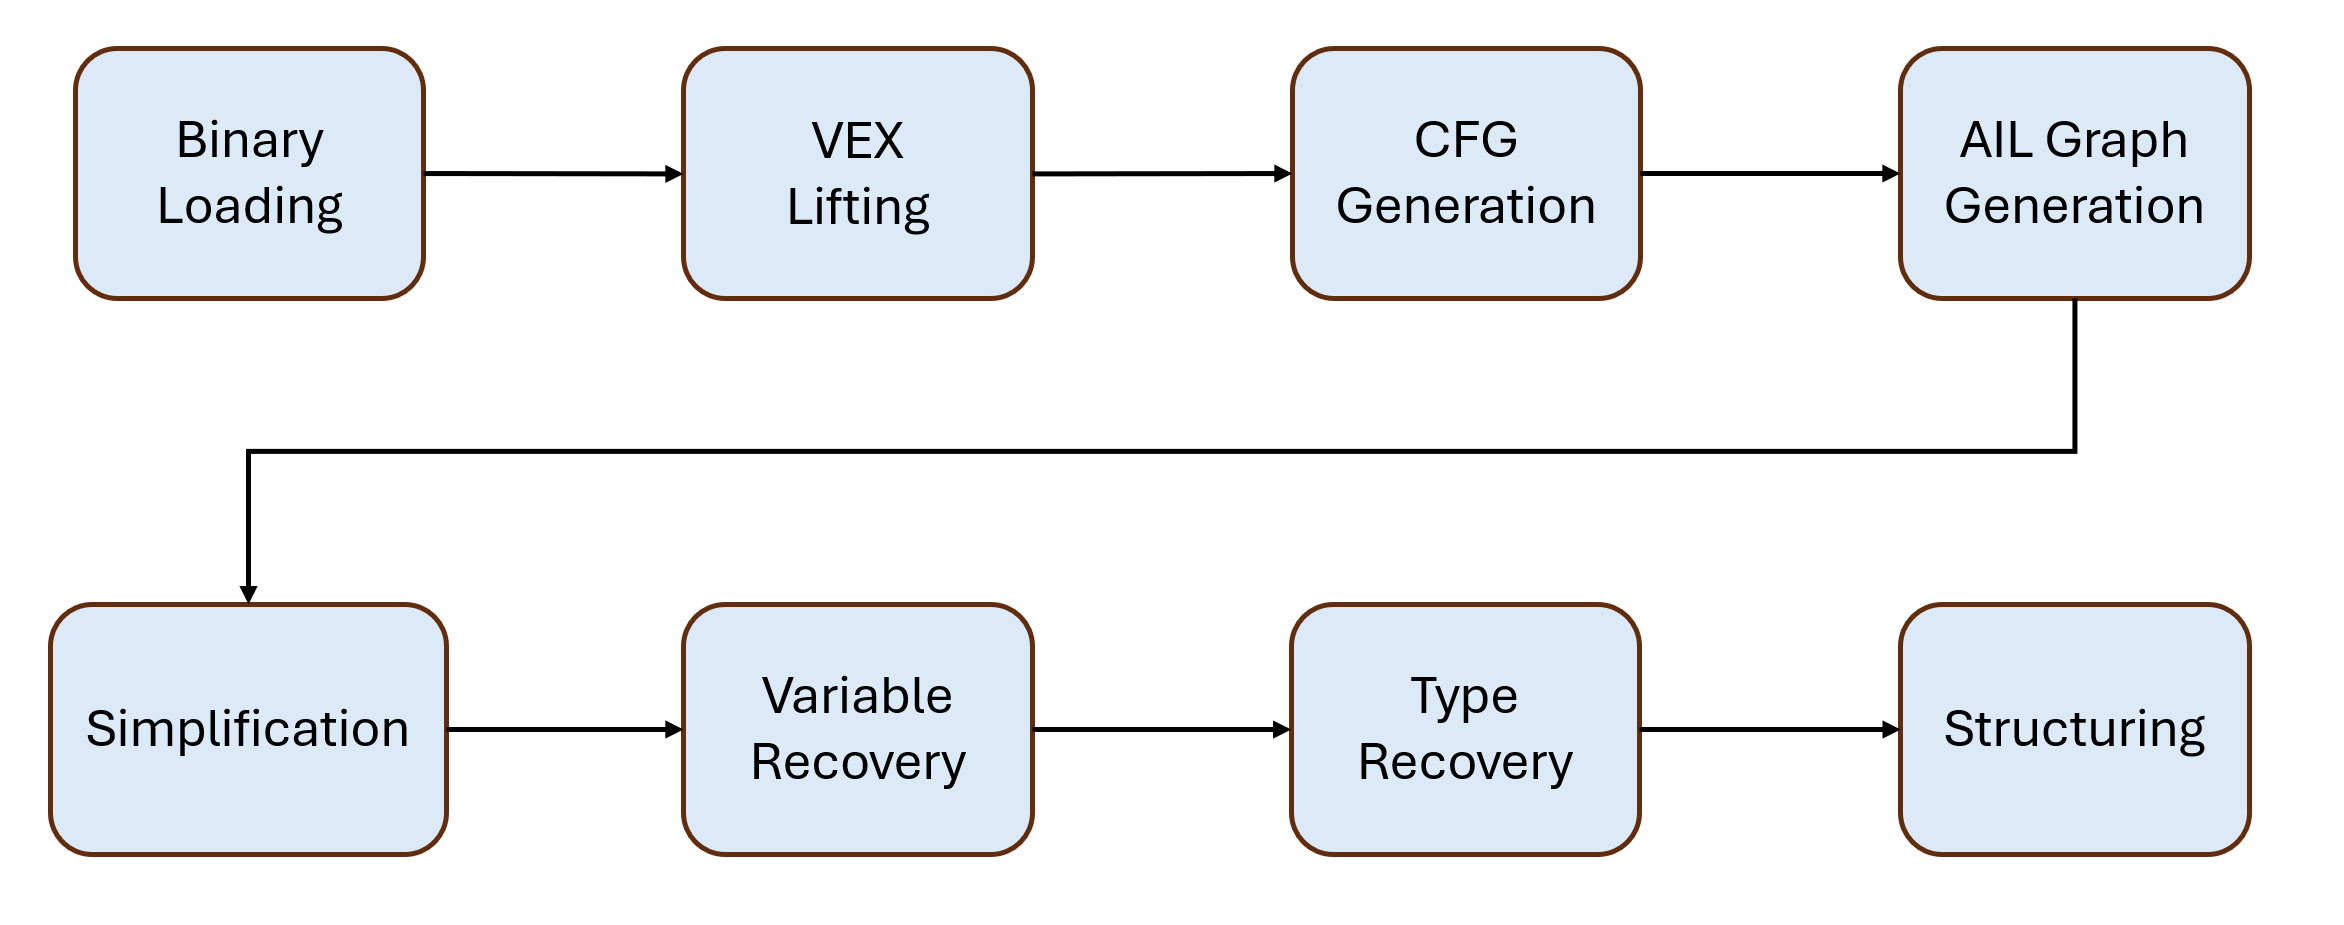 Binary
Loading
VEX
Lifting
CFG
Generation
AIL Graph
Generation
Simplification
Variable
Recovery
Type
Recovery
Structuring